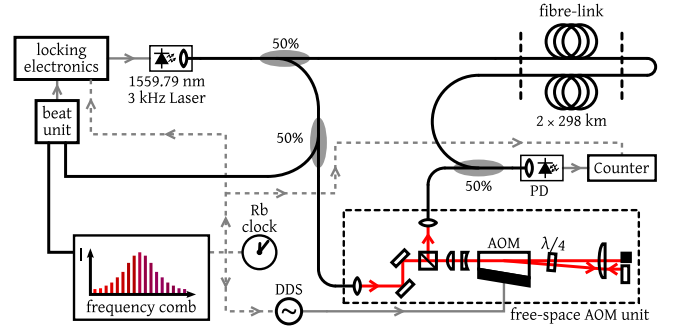 fibre-link
50%
locking
electronics
1559.79 nm
3 kHz Laser
2 × 298 km
beat
unit
50%
50%
PD
Counter
Rb
clock
I
frequency comb
DDS
AOM
λ/4
free-space AOM unit